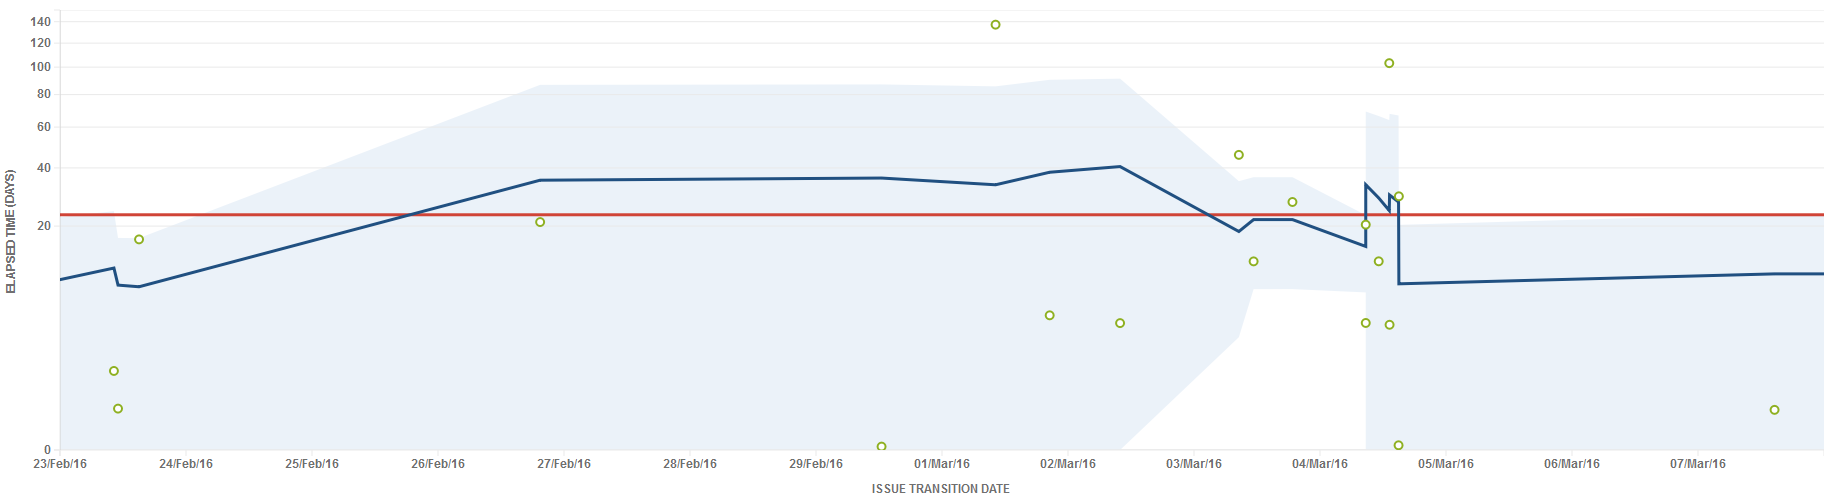 140
120
100
80
60
40
20
0
ELAPSED TIME (DAYS)
23/Feb/16 24/Feb/16 25/Feb/16 26/Feb/16 27/Feb/16 28/Feb/16 29/Feb/16 01/Mar/16 02/Mar/16 03/Mar/16 04/Mar/16 05/Mar/16 06/Mar/16 07/Mar/16
ISSUE TRANSITION DATE